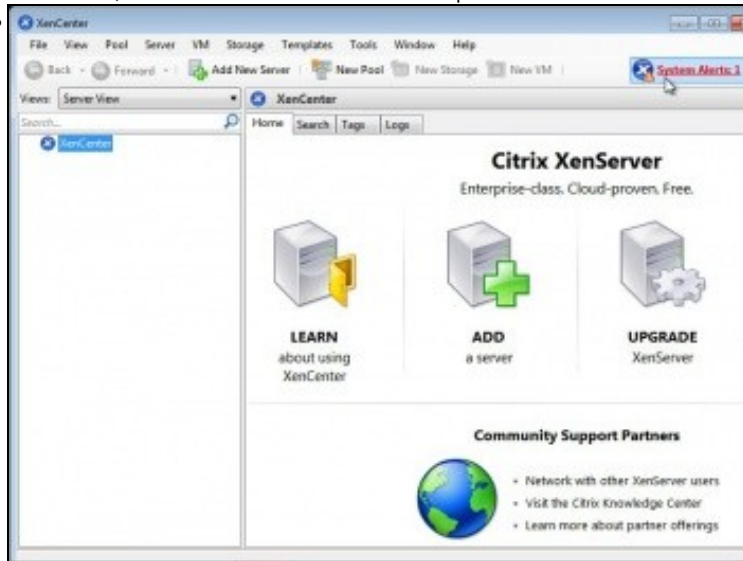 XenCenter
File View Pool Server VM Storage Templates Tools Window Help
Back Forward Add New Server New Pool New Storage New VM System Alerts: 1
Views: Server View XenCenter
Search... Home Search Tags Logs
XenCenter
Citrix XenServer
Enterprise-class. Cloud-proven. Free.
LEARN
about using
XenCenter
ADD
a server
UPGRADE
XenServer
Community Support Partners
Network with other XenServer users
Visit the Citrix Knowledge Center
Learn more about partner offerings